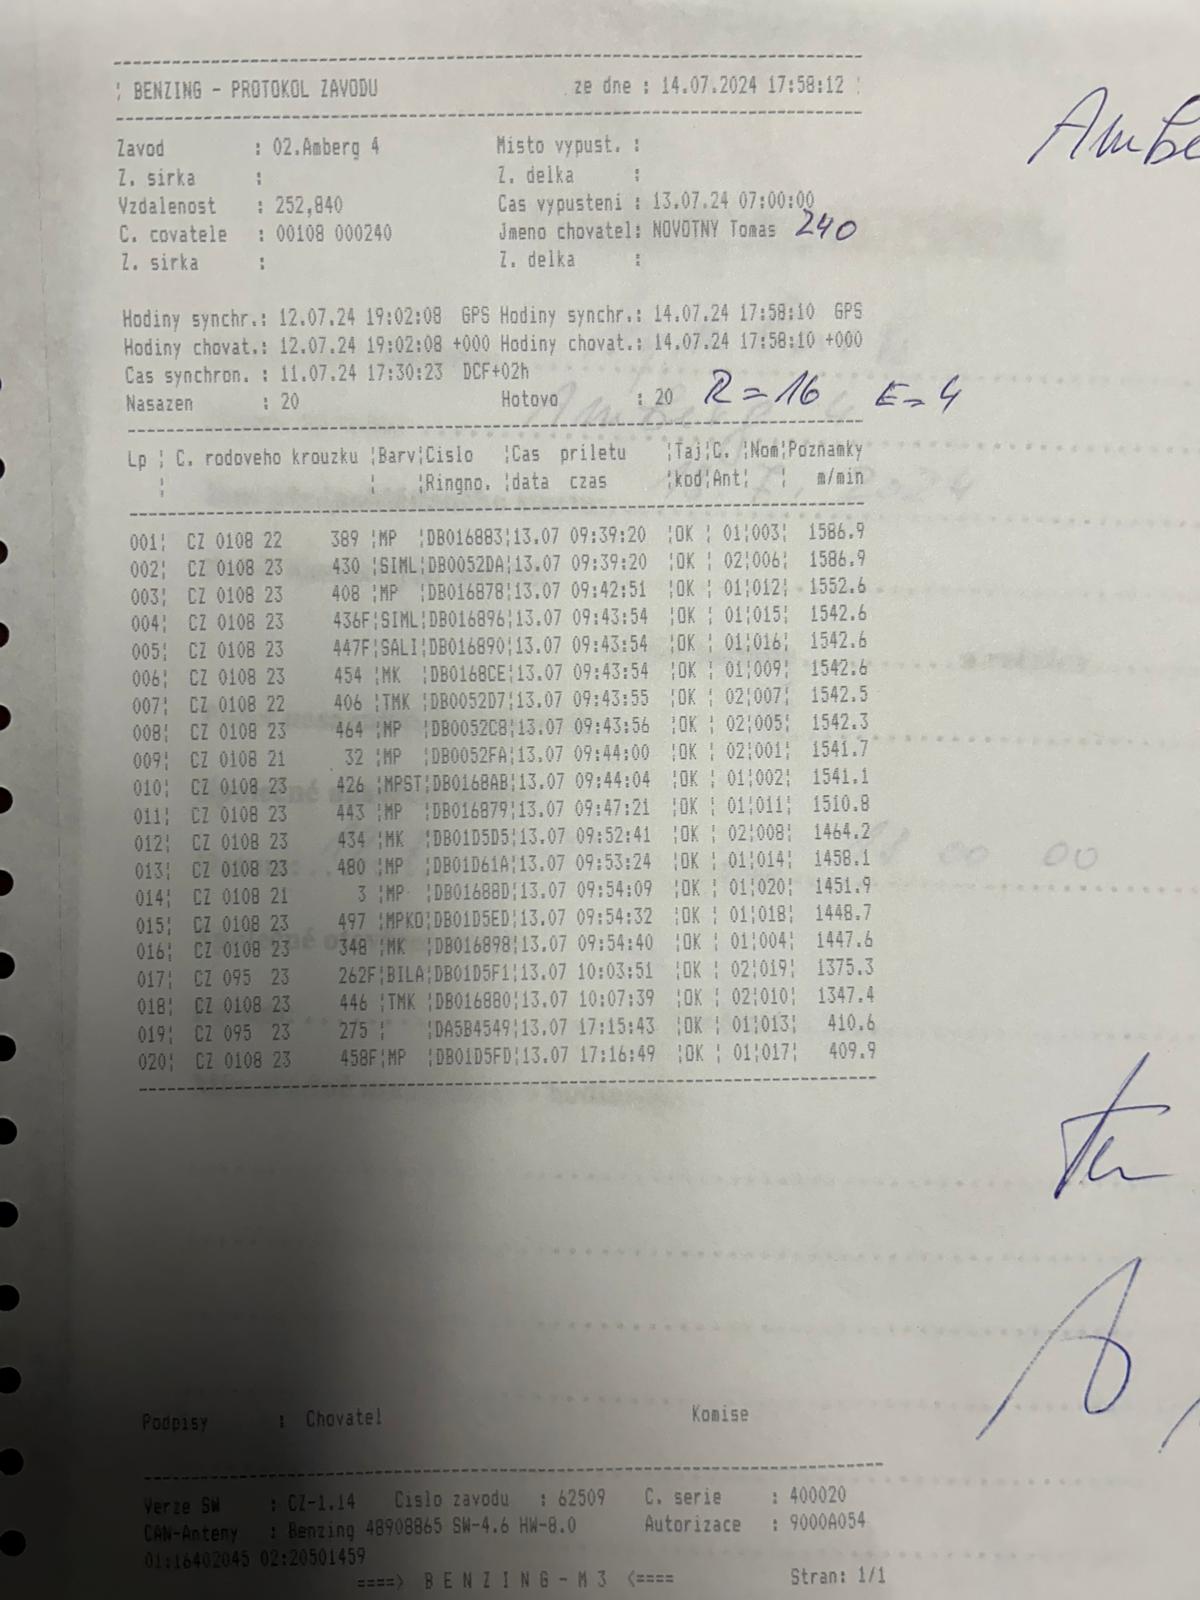 BENZING - PROTOKOL ZAVODU ze dne : 14.07.2024 17:58:12
Ambe
Zavod : 02.Amberg 4 Misto vypust. :
Z. sirka : Z. delka :
Vzdalenost : 252,840 Cas vypusteni : 13.07.24 07:00:00
C. covatele : 00108 000240 Jmeno chovatel: NOVOTNY Tomas 240
Z. sirka : Z. delka :
Hodiny synchr.: 12.07.24 19:02:08 GPS Hodiny synchr.: 14.07.24 17:58:10 GPS
Hodiny chovat.: 12.07.24 19:02:08 +000 Hodiny chovat.: 14.07.24 17:58:10 +000
Cas synchron. : 11.07.24 17:30:23 DCF+02h
Nasazen : 20 Hotovo : 20 R=16 E=4
Lp ¦ C. rodoveho krouzku ¦Barv¦Cislo ¦Cas priletu ¦Taj¦C. ¦Nom¦Poznamky
¦ ¦ ¦Ringno. ¦data czas ¦kod¦Ant¦ ¦ m/min
001¦ CZ 0108 22 389 ¦MP ¦DB016883¦13.07 09:39:20 ¦OK ¦ 01¦003¦ 1586.9
002¦ CZ 0108 23 430 ¦SIML¦DB0052DA¦13.07 09:39:20 ¦OK ¦ 02¦006¦ 1586.9
003¦ CZ 0108 23 408 ¦MP ¦DB016878¦13.07 09:42:51 ¦OK ¦ 01¦012¦ 1552.6
004¦ CZ 0108 23 436F¦SIML¦DB016896¦13.07 09:43:54 ¦OK ¦ 01¦015¦ 1542.6
005¦ CZ 0108 23 447F¦SALI¦DB016890¦13.07 09:43:54 ¦OK ¦ 01¦016¦ 1542.6
006¦ CZ 0108 23 454 ¦MK ¦DB0168CE¦13.07 09:43:54 ¦OK ¦ 01¦009¦ 1542.6
007¦ CZ 0108 22 406 ¦TMK ¦DB0052D7¦13.07 09:43:55 ¦OK ¦ 02¦007¦ 1542.5
008¦ CZ 0108 23 464 ¦MP ¦DB0052C8¦13.07 09:43:56 ¦OK ¦ 02¦005¦ 1542.3
009¦ CZ 0108 21 32 ¦MP ¦DB0052FA¦13.07 09:44:00 ¦OK ¦ 02¦001¦ 1541.7
010¦ CZ 0108 23 426 ¦MPST¦DB0168AB¦13.07 09:44:04 ¦OK ¦ 01¦002¦ 1541.1
011¦ CZ 0108 23 443 ¦MP ¦DB016879¦13.07 09:47:21 ¦OK ¦ 01¦011¦ 1510.8
012¦ CZ 0108 23 434 ¦MK ¦DB01D5D5¦13.07 09:52:41 ¦OK ¦ 02¦008¦ 1464.2
013¦ CZ 0108 23 480 ¦MP ¦DB01D61A¦13.07 09:53:24 ¦OK ¦ 01¦014¦ 1458.1
014¦ CZ 0108 21 3 ¦MP ¦DB01688D¦13.07 09:54:09 ¦OK ¦ 01¦020¦ 1451.9
015¦ CZ 0108 23 497 ¦MPKO¦DB01D5ED¦13.07 09:54:32 ¦OK ¦ 01¦018¦ 1448.7
016¦ CZ 0108 23 348 ¦MK ¦DB016898¦13.07 09:54:40 ¦OK ¦ 01¦004¦ 1447.6
017¦ CZ 095 23 262F¦BILA¦DB01D5F1¦13.07 10:03:51 ¦OK ¦ 02¦019¦ 1375.3
018¦ CZ 0108 23 446 ¦TMK ¦DB016880¦13.07 10:07:39 ¦OK ¦ 02¦010¦ 1347.4
019¦ CZ 095 23 275 ¦ ¦DA5B4549¦13.07 17:15:43 ¦OK ¦ 01¦013¦ 410.6
020¦ CZ 0108 23 458F¦MP ¦DB01D5FD¦13.07 17:16:49 ¦OK ¦ 01¦017¦ 409.9
Podpisy : Chovatel Komise
Verze SW : CZ-1.14 Cislo zavodu : 62509 C. serie : 400020
CAN-Anteny : Benzing 48908865 SW-4.6 HW-8.0 Autorizace : 9000A054
01:16402045 02:20501459
====> B E N Z I N G - M 3 <==== Stran: 1/1